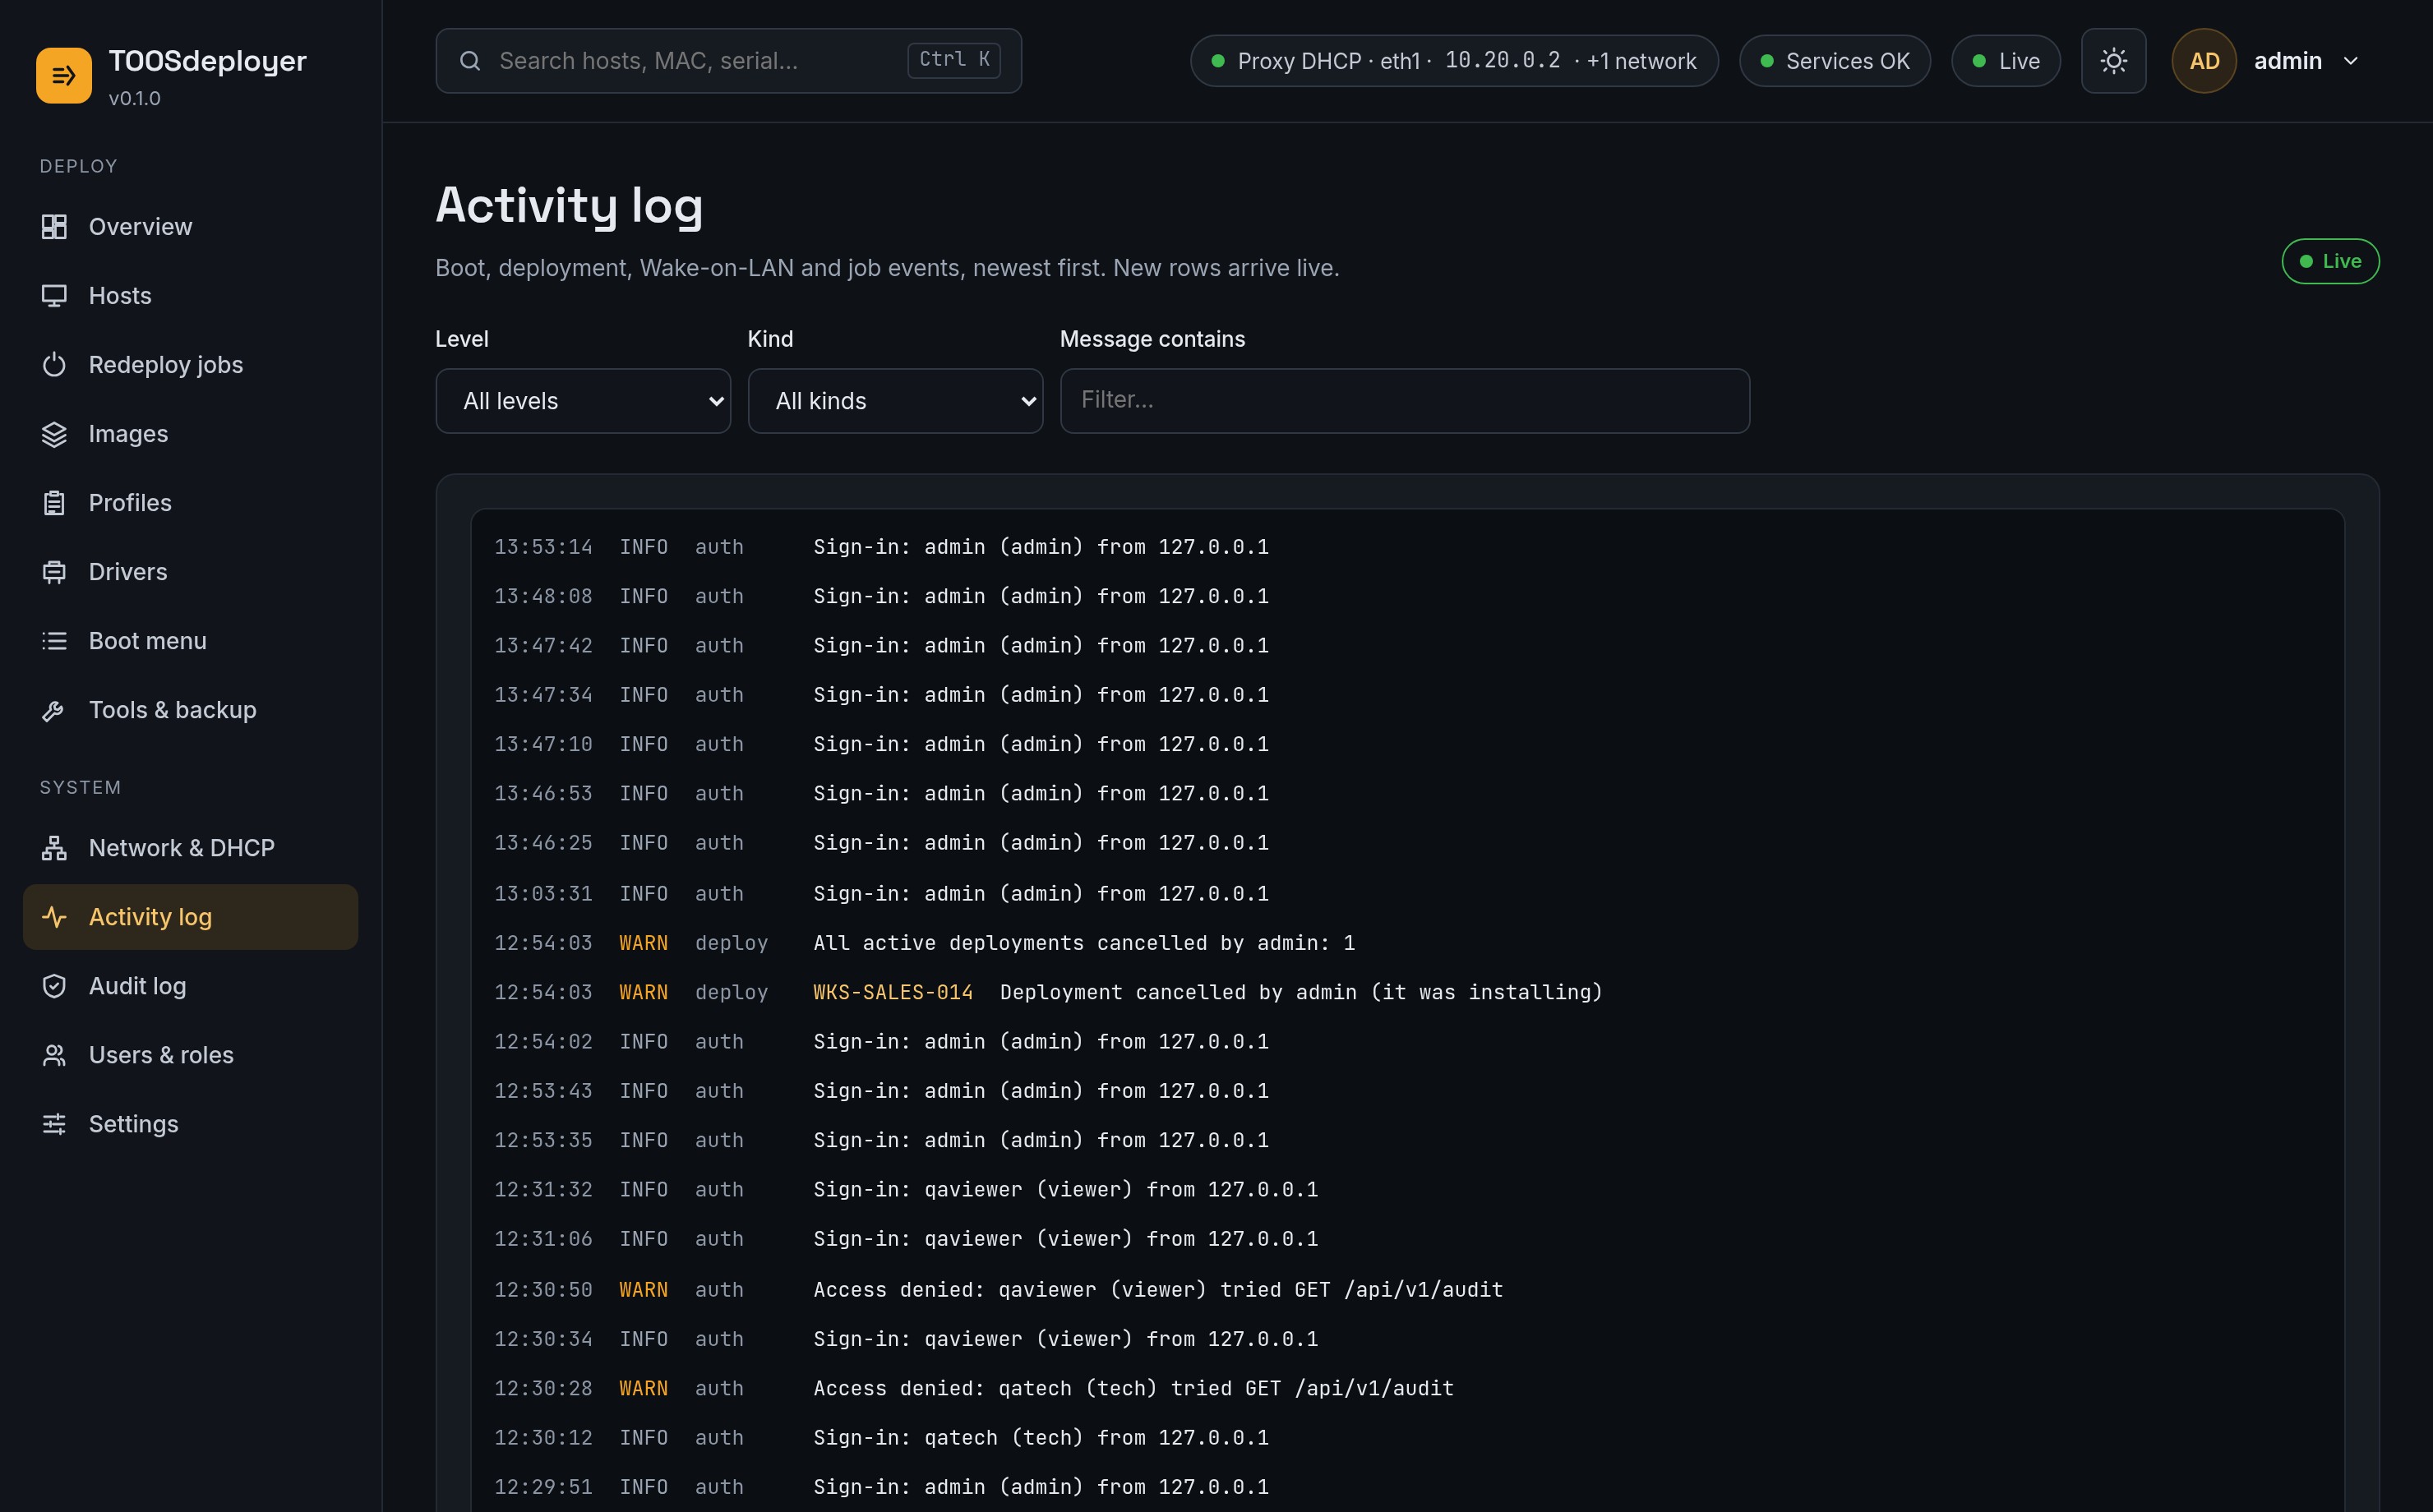 TOOSdeployer
v0.1.0
DEPLOY
Overview
Hosts
Redeploy jobs
Images
Profiles
Drivers
Boot menu
Tools & backup
SYSTEM
Network & DHCP
Activity log
Audit log
Users & roles
Settings
Search hosts, MAC, serial... Ctrl K
Proxy DHCP · eth1 · 10.20.0.2 · +1 network
Services OK
Live
AD admin
Activity log
Boot, deployment, Wake-on-LAN and job events, newest first. New rows arrive live.
Live
Level Kind Message contains
All levels All kinds Filter...
13:53:14 INFO auth Sign-in: admin (admin) from 127.0.0.1
13:48:08 INFO auth Sign-in: admin (admin) from 127.0.0.1
13:47:42 INFO auth Sign-in: admin (admin) from 127.0.0.1
13:47:34 INFO auth Sign-in: admin (admin) from 127.0.0.1
13:47:10 INFO auth Sign-in: admin (admin) from 127.0.0.1
13:46:53 INFO auth Sign-in: admin (admin) from 127.0.0.1
13:46:25 INFO auth Sign-in: admin (admin) from 127.0.0.1
13:03:31 INFO auth Sign-in: admin (admin) from 127.0.0.1
12:54:03 WARN deploy All active deployments cancelled by admin: 1
12:54:03 WARN deploy WKS-SALES-014 Deployment cancelled by admin (it was installing)
12:54:02 INFO auth Sign-in: admin (admin) from 127.0.0.1
12:53:43 INFO auth Sign-in: admin (admin) from 127.0.0.1
12:53:35 INFO auth Sign-in: admin (admin) from 127.0.0.1
12:31:32 INFO auth Sign-in: qaviewer (viewer) from 127.0.0.1
12:31:06 INFO auth Sign-in: qaviewer (viewer) from 127.0.0.1
12:30:50 WARN auth Access denied: qaviewer (viewer) tried GET /api/v1/audit
12:30:34 INFO auth Sign-in: qaviewer (viewer) from 127.0.0.1
12:30:28 WARN auth Access denied: qatech (tech) tried GET /api/v1/audit
12:30:12 INFO auth Sign-in: qatech (tech) from 127.0.0.1
12:29:51 INFO auth Sign-in: admin (admin) from 127.0.0.1